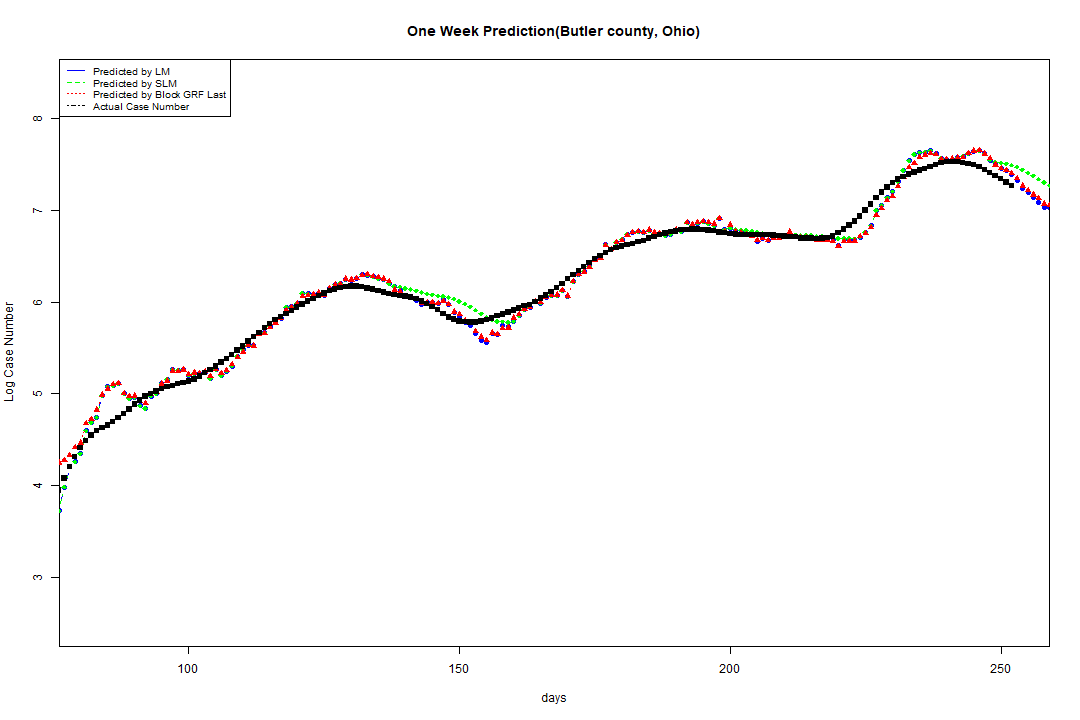 One Week Prediction(Butler county, Ohio)
Predicted by LM
Predicted by SLM
Predicted by Block GRF Last
Actual Case Number
8
7
6
5
4
3
Log Case Number
100 150 200 250
days